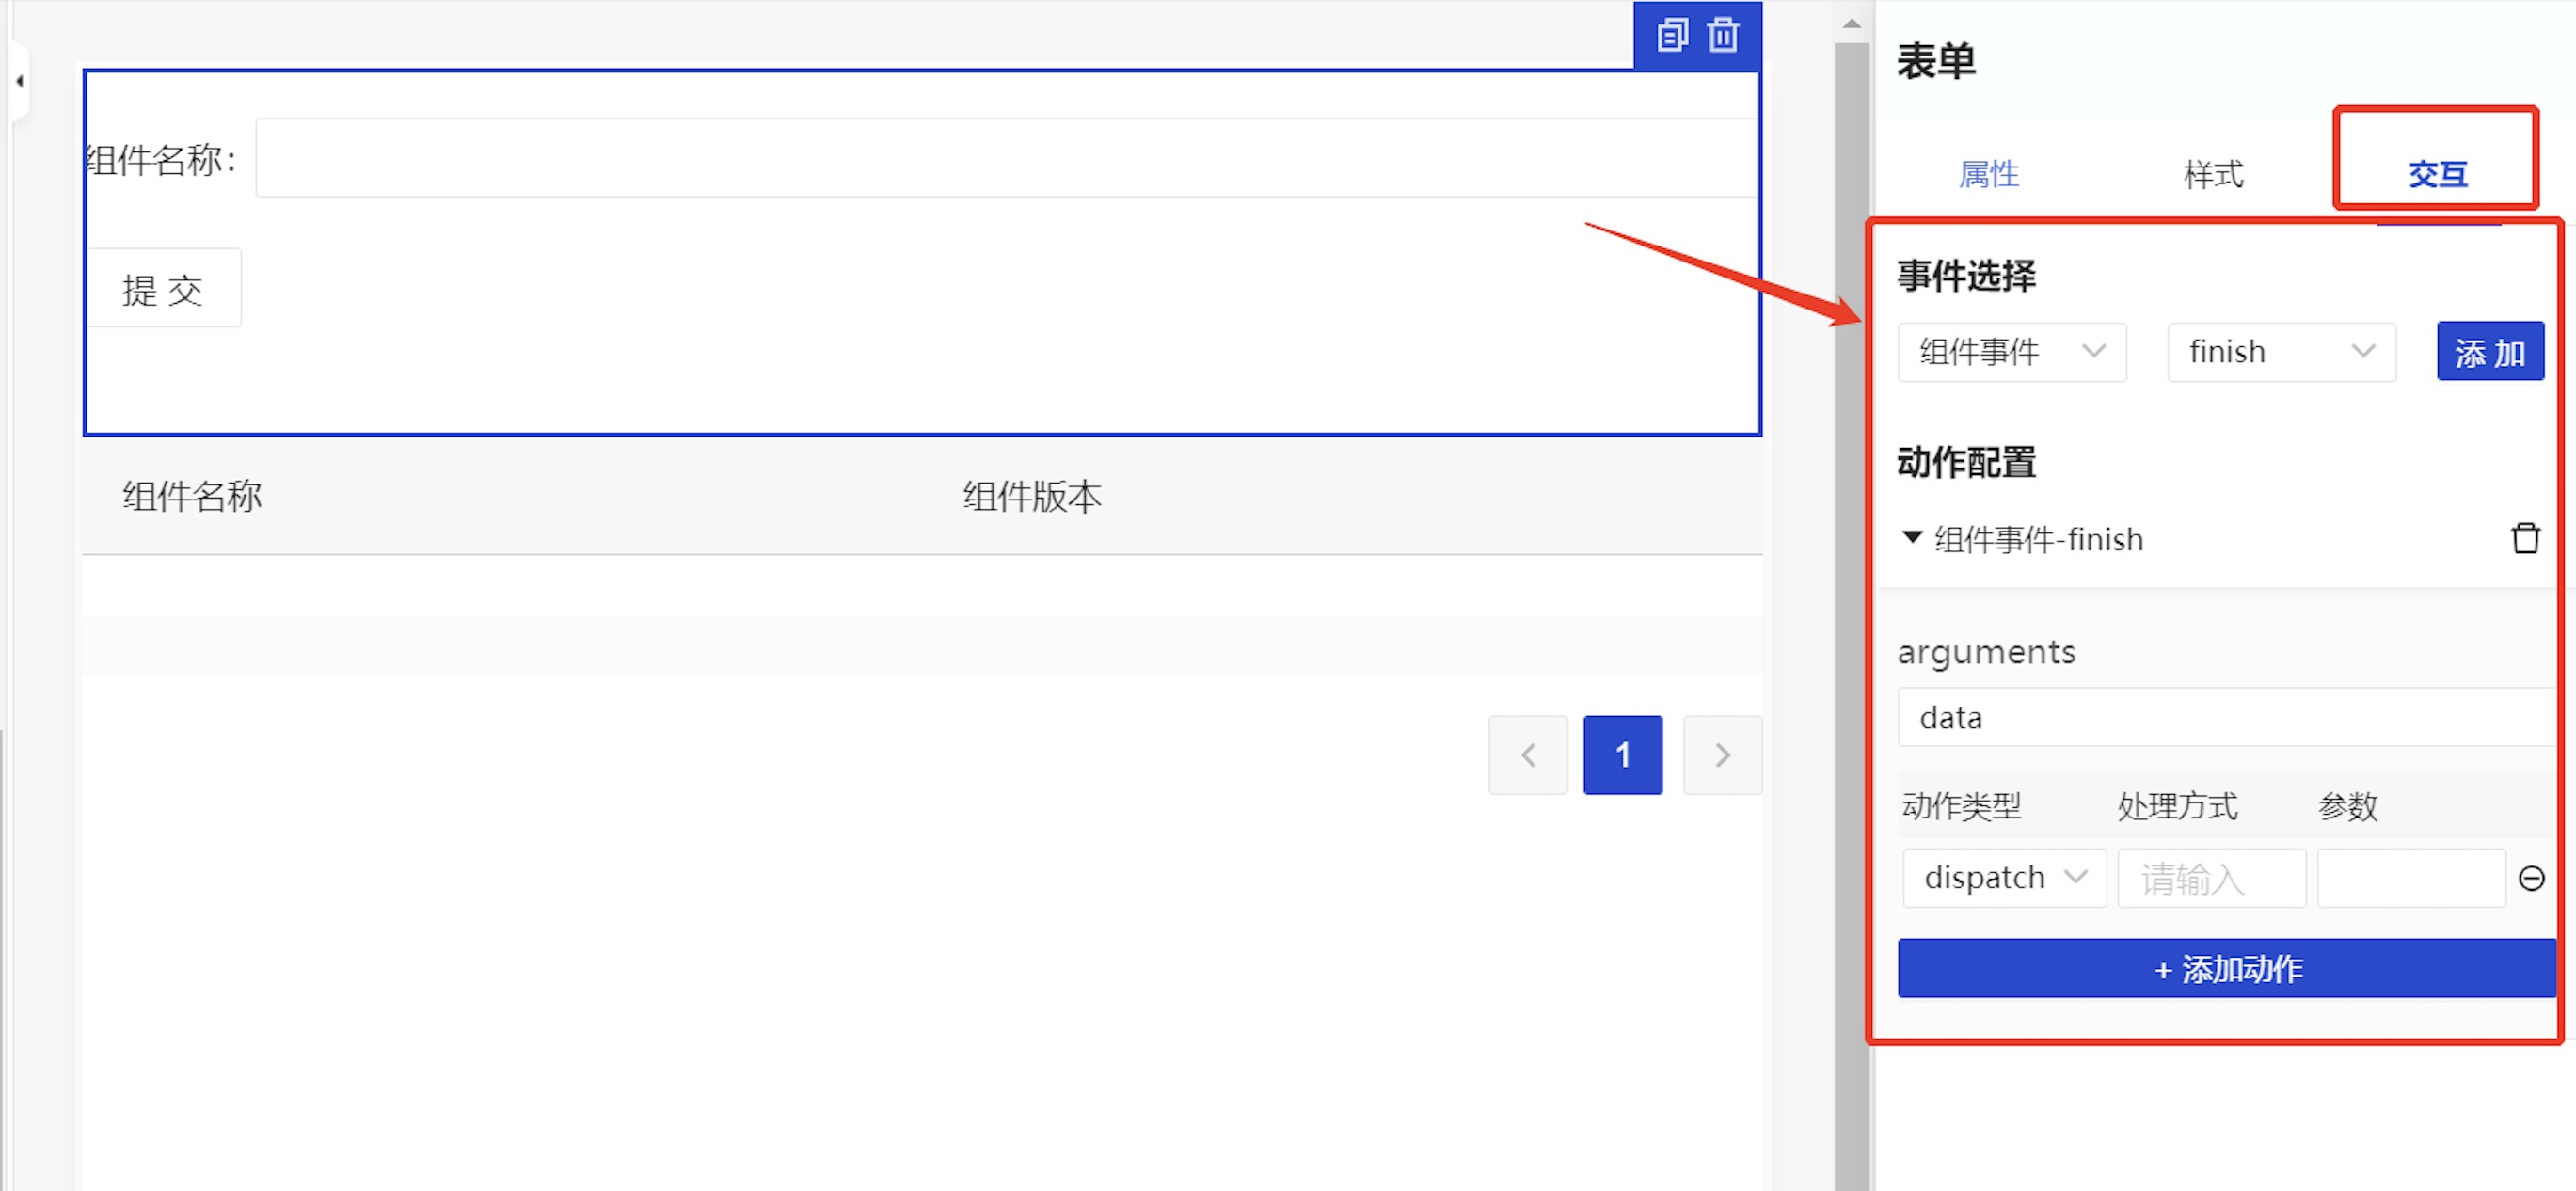 组件名称：
提 交
组件名称 组件版本
1
表单
属性 样式 交互
事件选择
组件事件 finish 添 加
动作配置
组件事件-finish
arguments
data
动作类型 处理方式 参数
dispatch 请输入
+ 添加动作